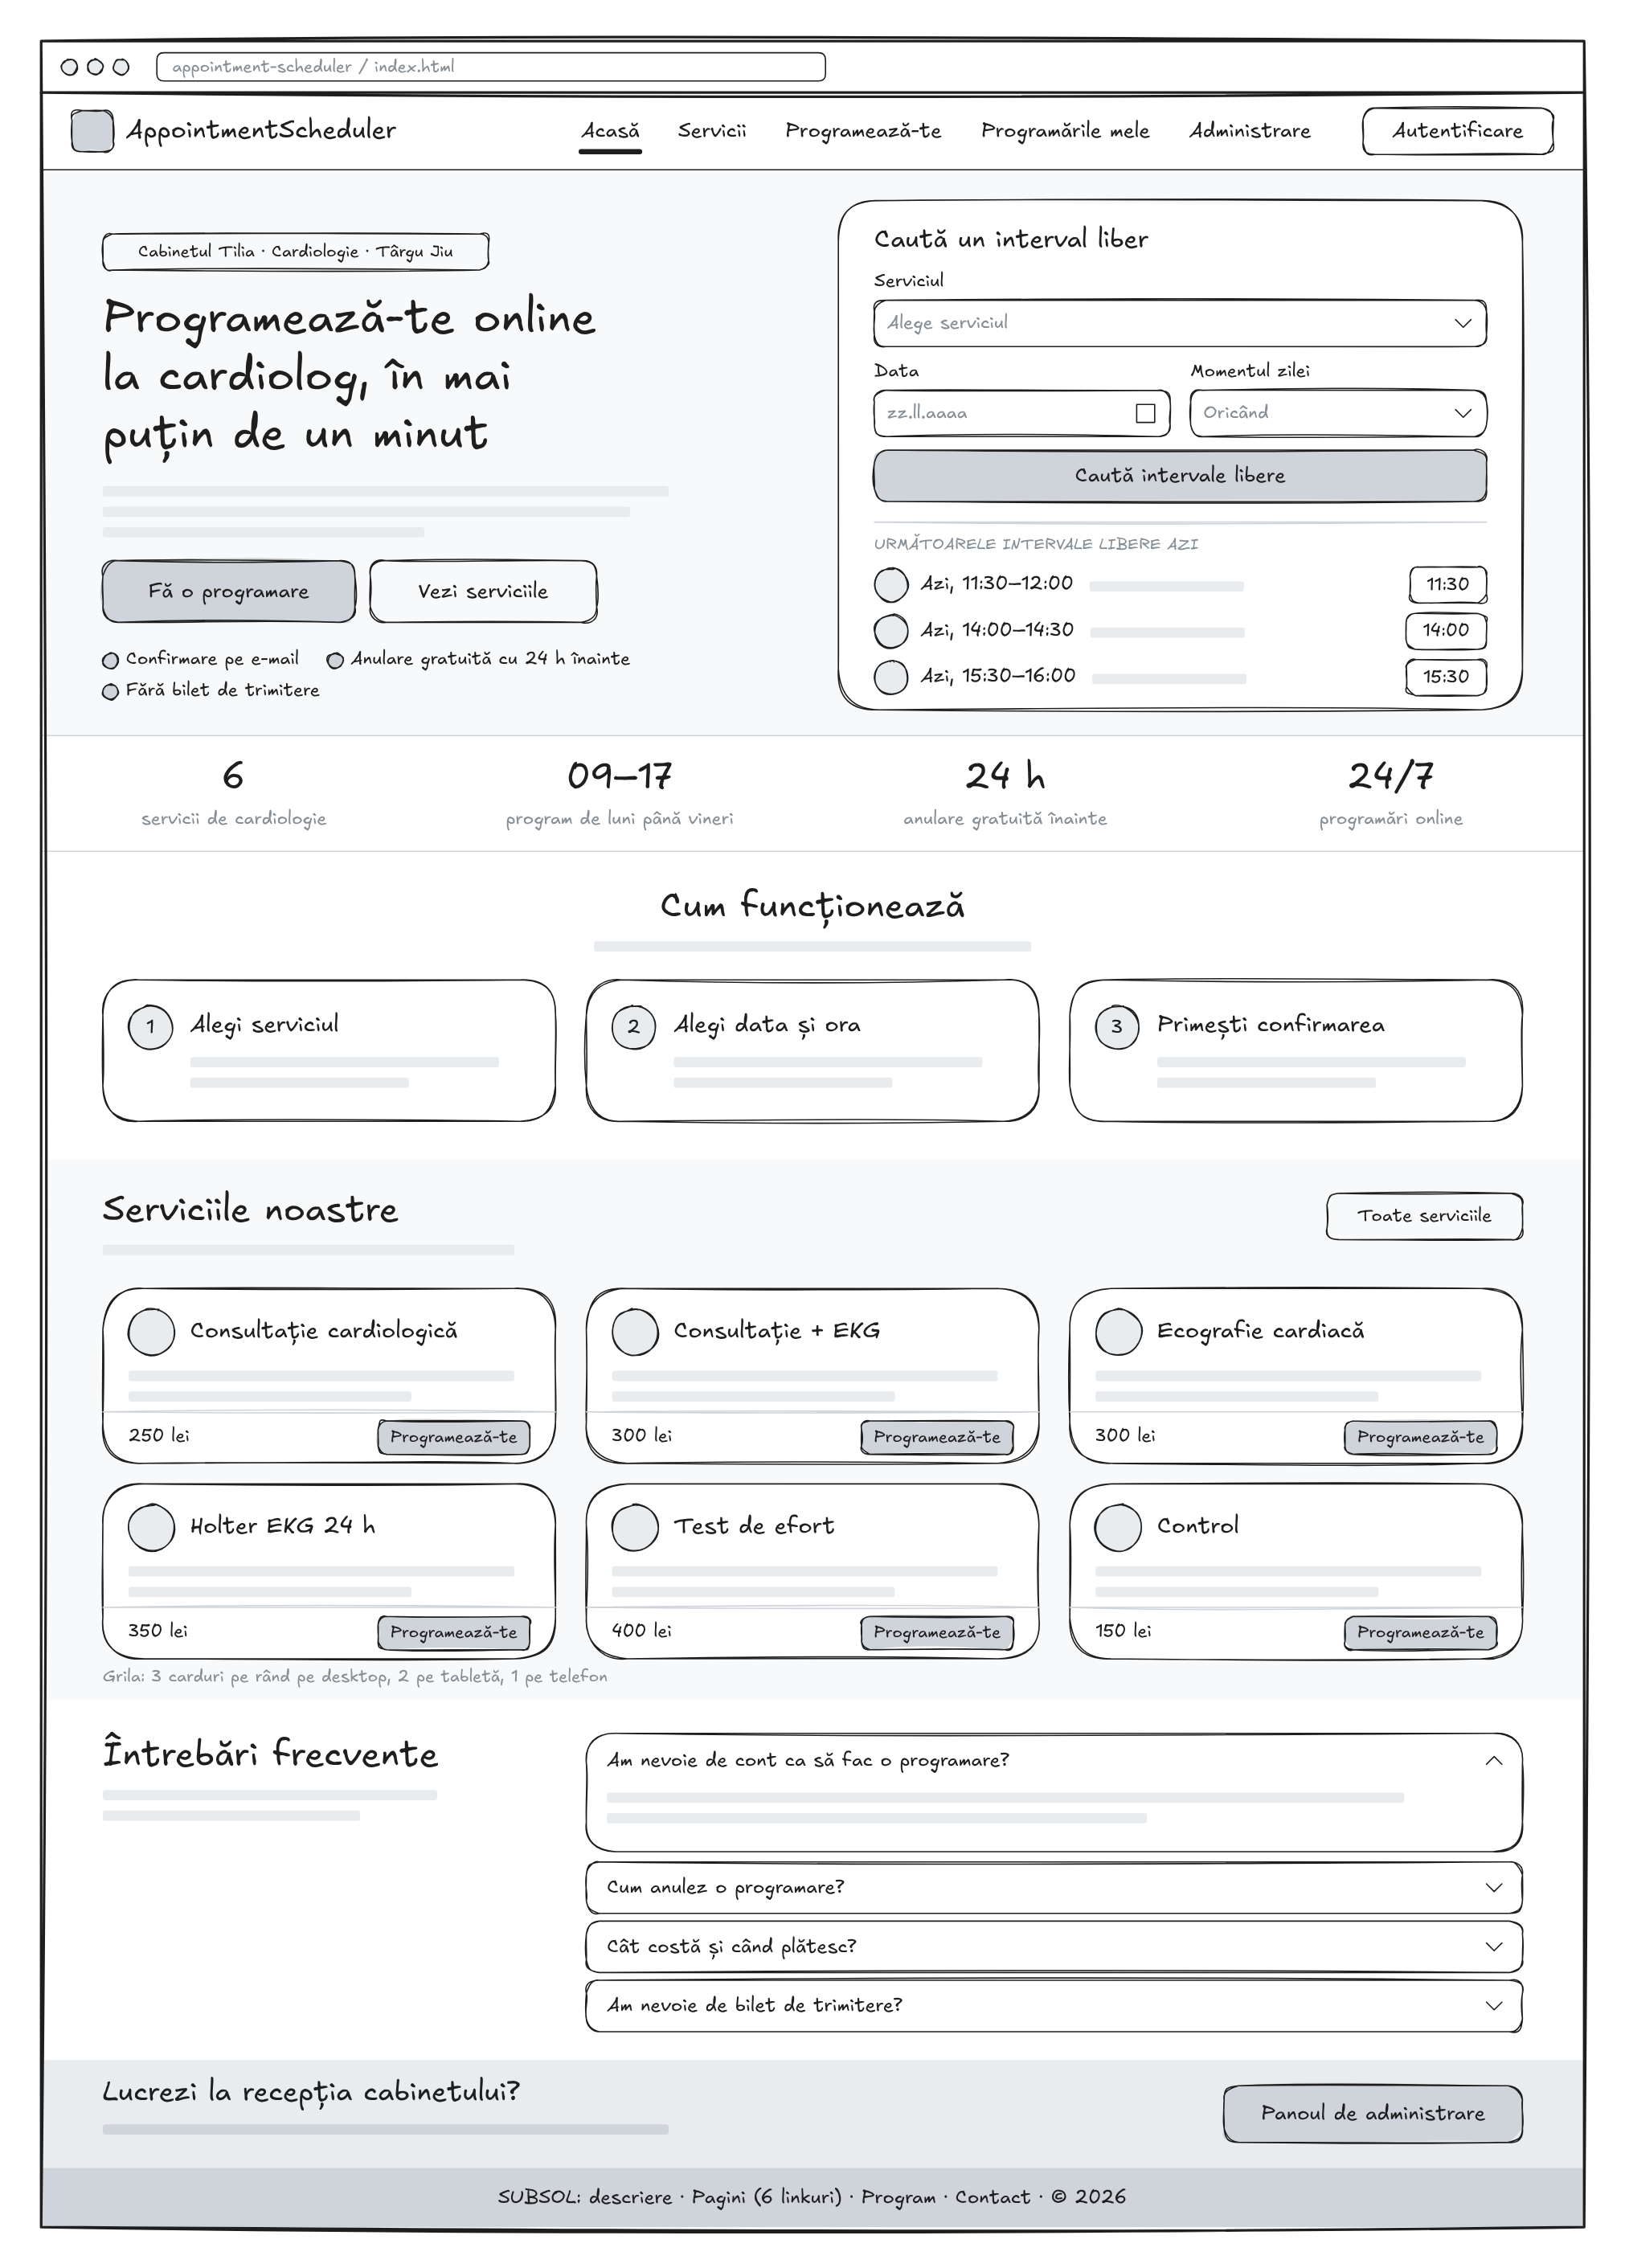 appointment-scheduler / index.html
AppointmentScheduler
Acasă
Servicii
Programează-te
Programările mele
Administrare
Autentificare
Cabinetul Tilia · Cardiologie · Târgu Jiu
Programează-te online
la cardiolog, în mai
puțin de un minut
Fă o programare
Vezi serviciile
Confirmare pe e-mail
Anulare gratuită cu 24 h înainte
Fără bilet de trimitere
Caută un interval liber
Serviciul
Alege serviciul
Data
Momentul zilei
zz.ll.aaaa
Oricând
Caută intervale libere
URMĂTOARELE INTERVALE LIBERE AZI
Azi, 11:30–12:00
11:30
Azi, 14:00–14:30
14:00
Azi, 15:30–16:00
15:30
6
servicii de cardiologie
09–17
program de luni până vineri
24 h
anulare gratuită înainte
24/7
programări online
Cum funcționează
1
Alegi serviciul
2
Alegi data și ora
3
Primești confirmarea
Serviciile noastre
Toate serviciile
Consultație cardiologică
250 lei
Programează-te
Consultație + EKG
300 lei
Programează-te
Ecografie cardiacă
300 lei
Programează-te
Holter EKG 24 h
350 lei
Programează-te
Test de efort
400 lei
Programează-te
Control
150 lei
Programează-te
Grila: 3 carduri pe rând pe desktop, 2 pe tabletă, 1 pe telefon
Întrebări frecvente
Am nevoie de cont ca să fac o programare?
Cum anulez o programare?
Cât costă și când plătesc?
Am nevoie de bilet de trimitere?
Lucrezi la recepția cabinetului?
Panoul de administrare
SUBSOL: descriere · Pagini (6 linkuri) · Program · Contact · © 2026